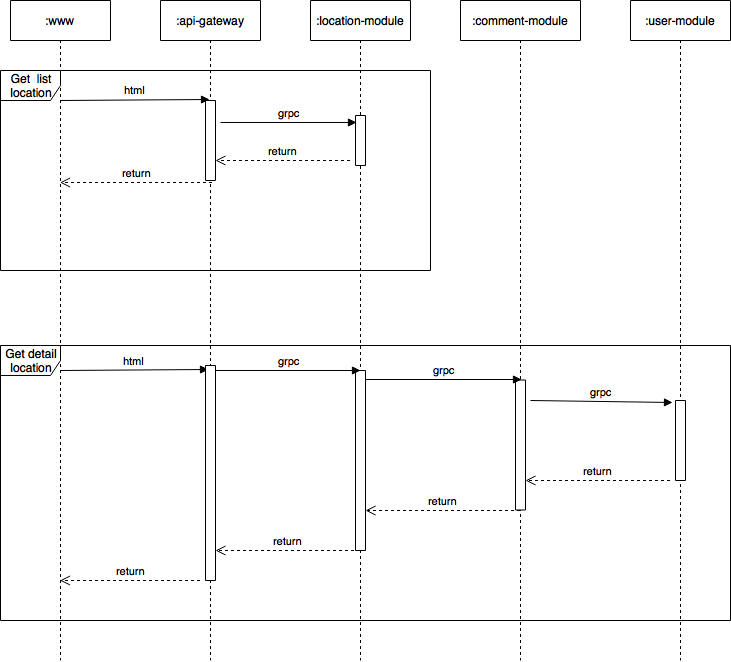 :www
:api-gateway
:location-module
:comment-module
:user-module
Get list
location
html
grpc
return
return
Get detail
location
html
grpc
grpc
grpc
return
return
return
return